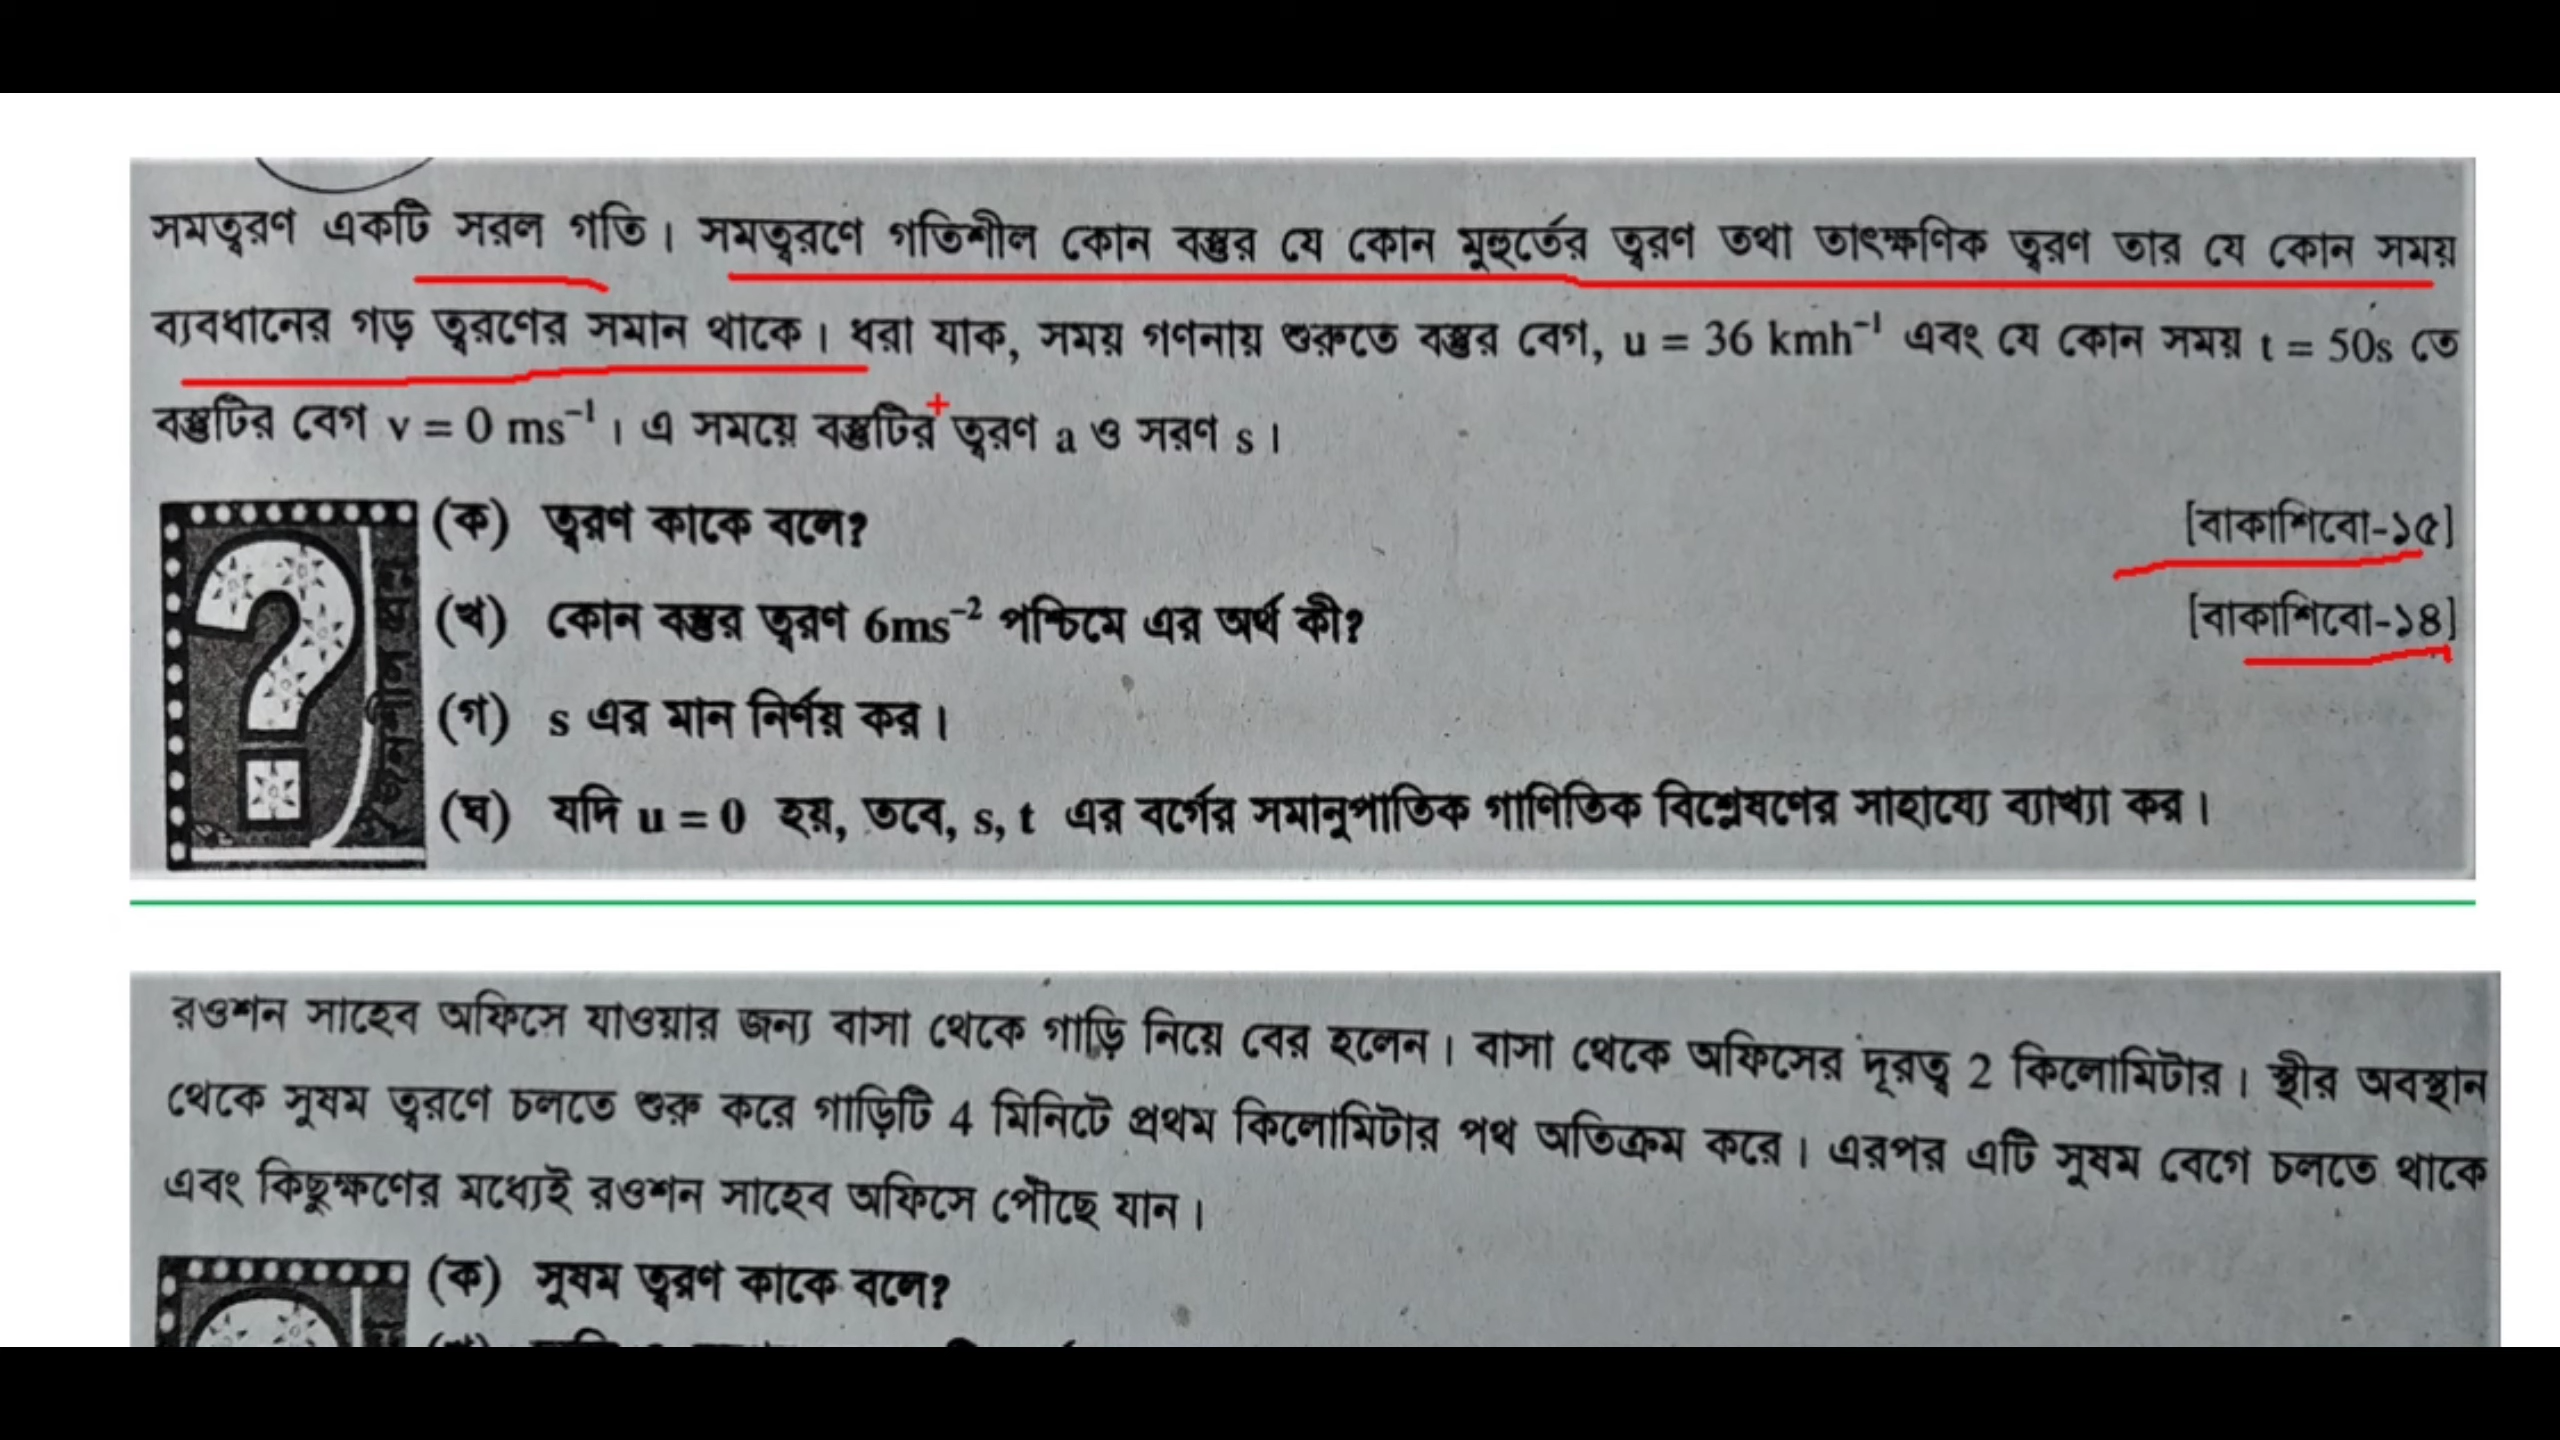 সমত্বরণ একটি সরল গতি। সমত্বরণে গতিশীল কোন বস্তুর যে কোন মুহুর্তের ত্বরণ তথা তাৎক্ষণিক ত্বরণ তার যে কোন সময়
ব্যবধানের গড় ত্বরণের সমান থাকে। ধরা যাক, সময় গণনায় শুরুতে বস্তুর বেগ, u = 36 kmh⁻¹ এবং যে কোন সময় t = 50s তে
বস্তুটির বেগ v = 0 ms⁻¹। এ সময়ে বস্তুটির ত্বরণ a ও সরণ s।
(ক) ত্বরণ কাকে বলে? [বাকাশিবো-১৫]
(খ) কোন বস্তুর ত্বরণ 6ms⁻² পশ্চিমে এর অর্থ কী? [বাকাশিবো-১৪]
(গ) s এর মান নির্ণয় কর।
(ঘ) যদি u = 0 হয়, তবে, s, t এর বর্গের সমানুপাতিক গাণিতিক বিশ্লেষণের সাহায্যে ব্যাখ্যা কর।
রওশন সাহেব অফিসে যাওয়ার জন্য বাসা থেকে গাড়ি নিয়ে বের হলেন। বাসা থেকে অফিসের দূরত্ব 2 কিলোমিটার। স্থীর অবস্থান
থেকে সুষম ত্বরণে চলতে শুরু করে গাড়িটি 4 মিনিটে প্রথম কিলোমিটার পথ অতিক্রম করে। এরপর এটি সুষম বেগে চলতে থাকে
এবং কিছুক্ষণের মধ্যেই রওশন সাহেব অফিসে পৌঁছে যান।
(ক) সুষম ত্বরণ কাকে বলে?